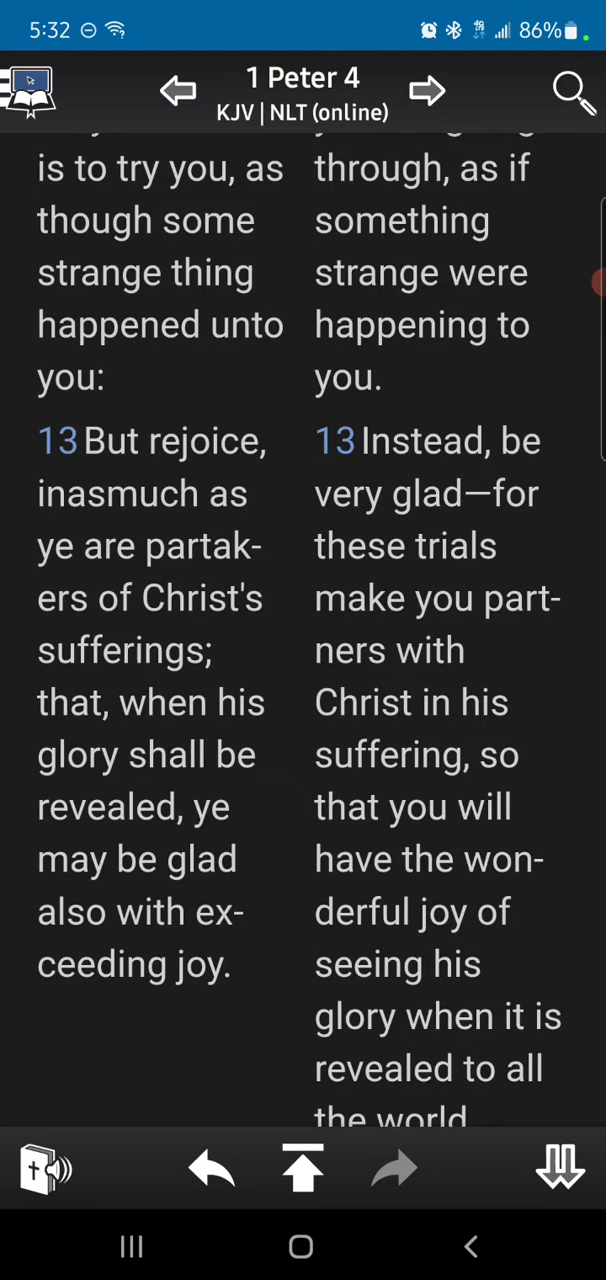 5:32
86%
1 Peter 4
KJV | NLT (online)
is to try you, as
though some
strange thing
happened unto
you:
13 But rejoice,
inasmuch as
ye are partak-
ers of Christ's
sufferings;
that, when his
glory shall be
revealed, ye
may be glad
also with ex-
ceeding joy.
through, as if
something
strange were
happening to
you.
13 Instead, be
very glad—for
these trials
make you part-
ners with
Christ in his
suffering, so
that you will
have the won-
derful joy of
seeing his
glory when it is
revealed to all
the world.